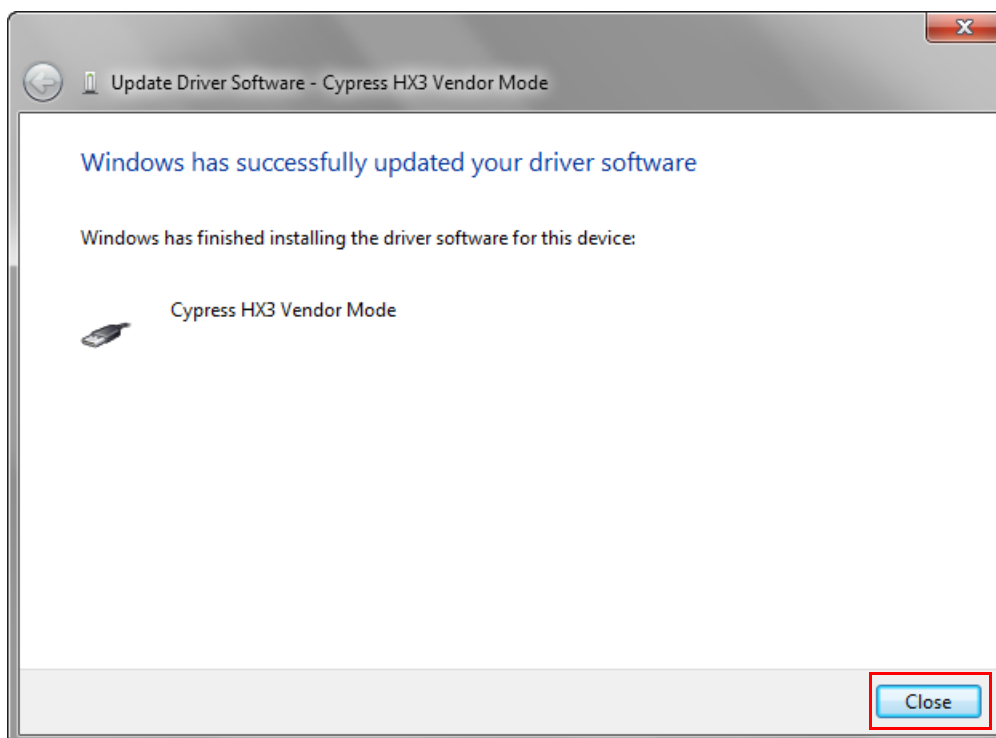 Update Driver Software - Cypress HX3 Vendor Mode
Windows has successfully updated your driver software
Windows has finished installing the driver software for this device:
Cypress HX3 Vendor Mode
Close